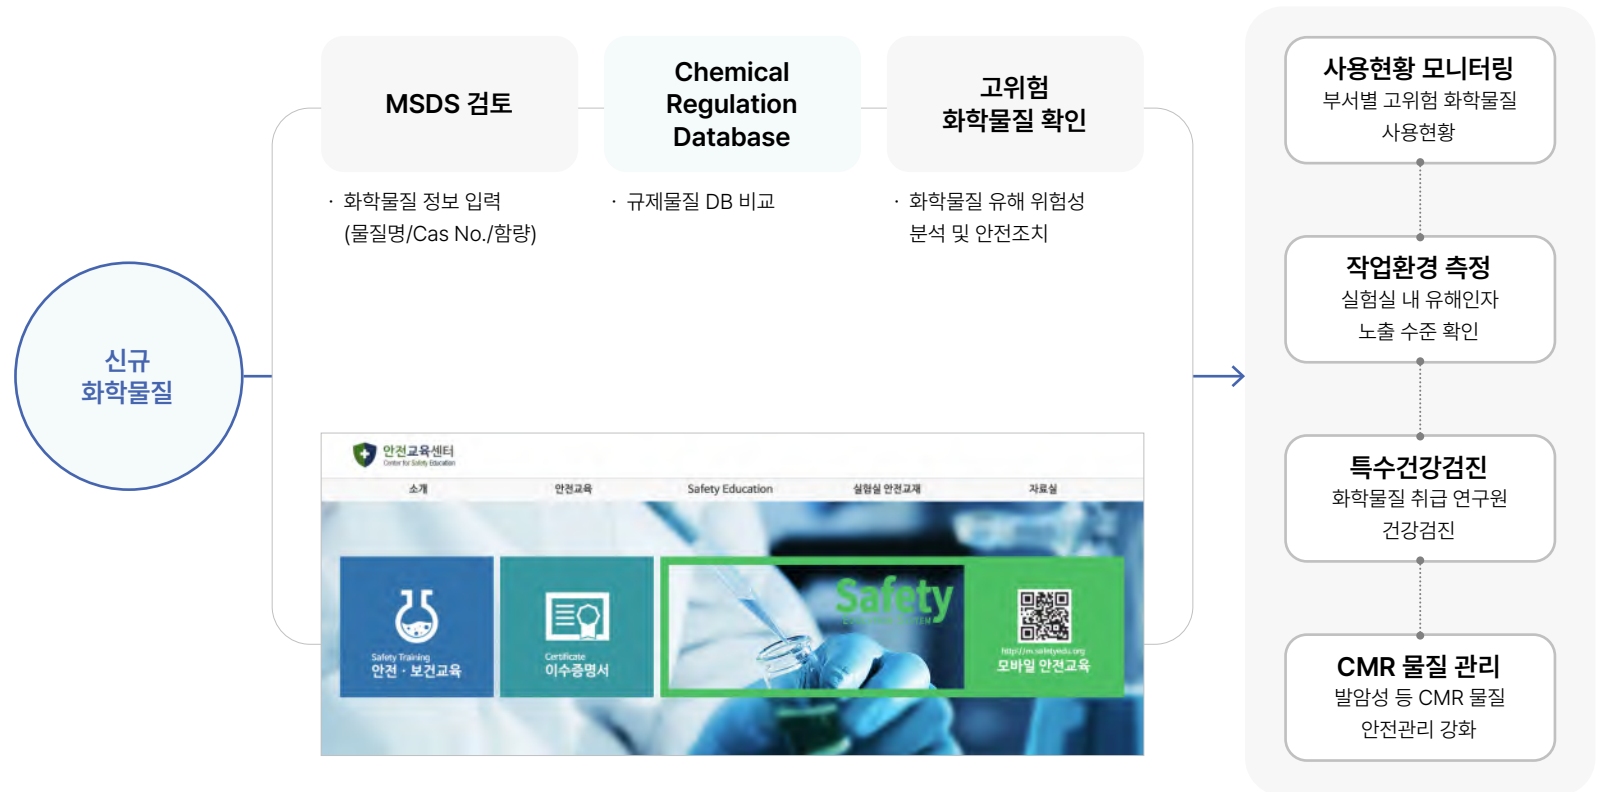 신규
화학물질
MSDS 검토
· 화학물질 정보 입력
(물질명/Cas No./함량)
Chemical
Regulation
Database
· 규제물질 DB 비교
고위험
화학물질 확인
· 화학물질 유해 위험성
분석 및 안전조치
안전교육센터
Center for Safety Education
소개
안전교육
Safety Education
실험실 안전교재
자료실
Safety Training
안전 · 보건교육
Certificate
이수증명서
Safety
http://m.safetyedu.org
모바일 안전교육
사용현황 모니터링
부서별 고위험 화학물질
사용현황
작업환경 측정
실험실 내 유해인자
노출 수준 확인
특수건강검진
화학물질 취급 연구원
건강검진
CMR 물질 관리
발암성 등 CMR 물질
안전관리 강화